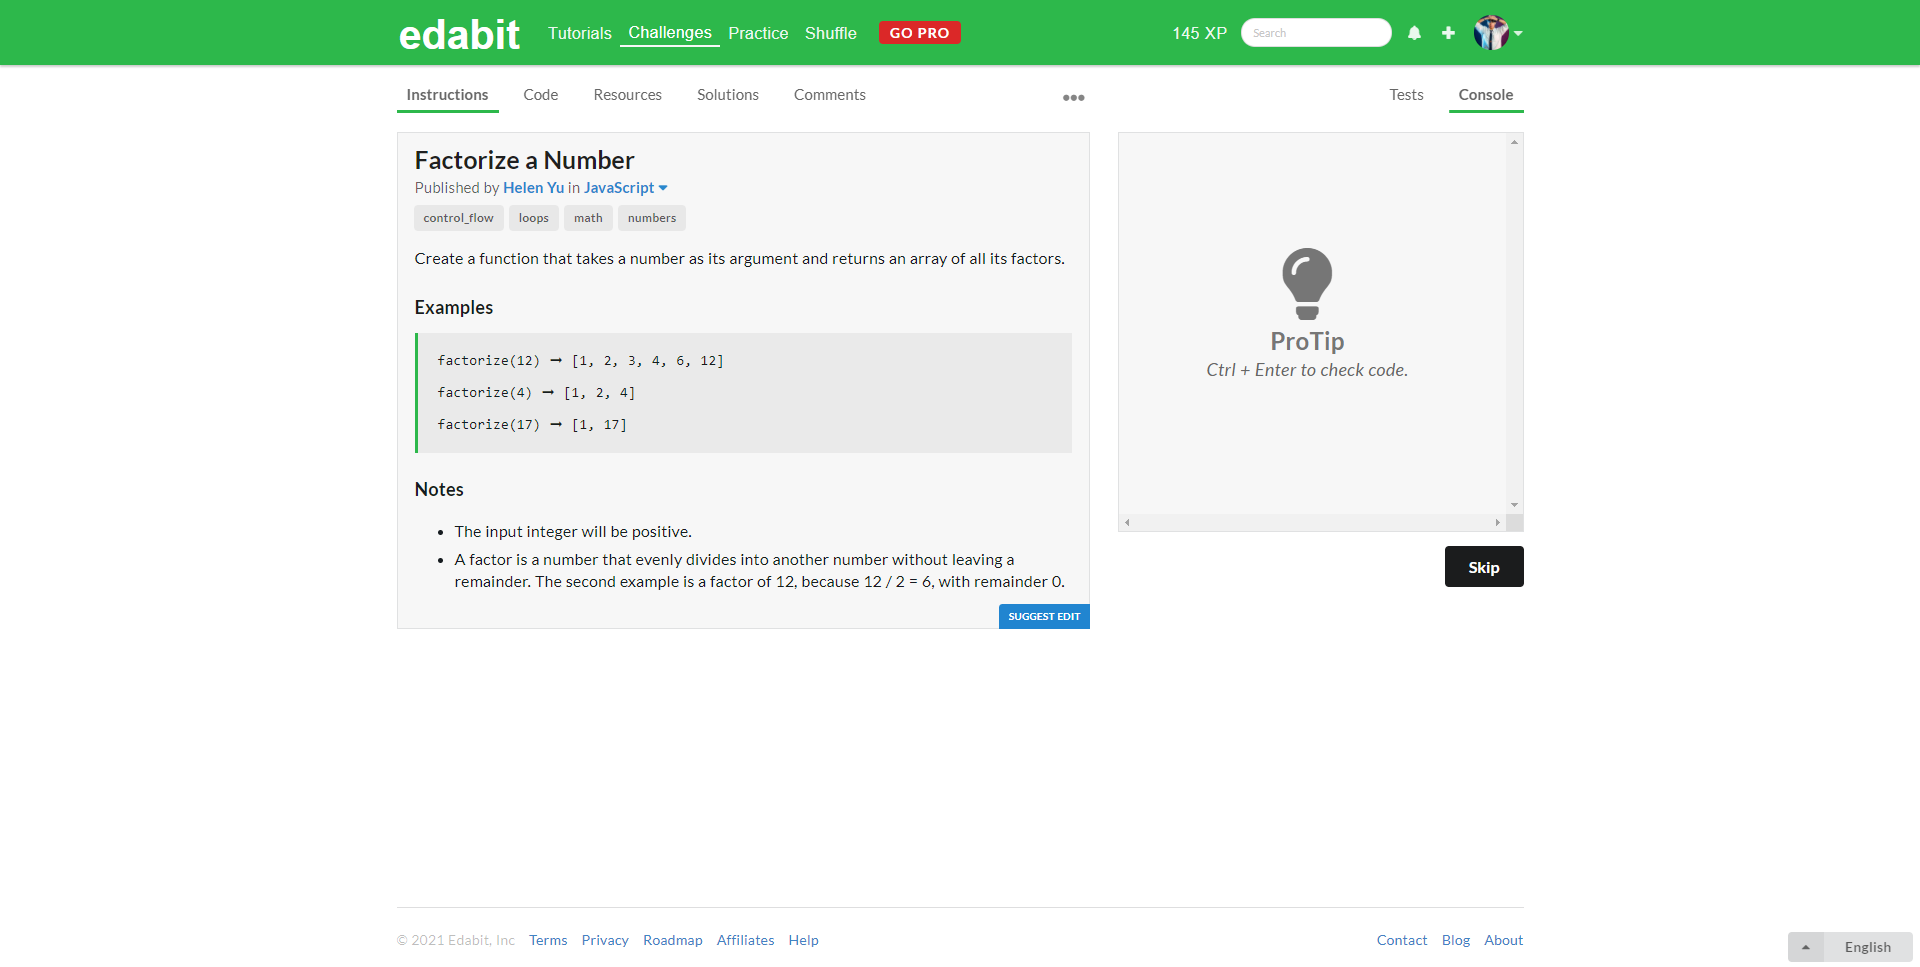 edabit Tutorials Challenges Practice Shuffle GO PRO 145 XP Search
Instructions Code Resources Solutions Comments Tests Console
Factorize a Number
Published by Helen Yu in JavaScript
control_flow loops math numbers
Create a function that takes a number as its argument and returns an array of all its factors.
Examples
factorize(12) ➞ [1, 2, 3, 4, 6, 12]
factorize(4) ➞ [1, 2, 4]
factorize(17) ➞ [1, 17]
Notes
• The input integer will be positive.
• A factor is a number that evenly divides into another number without leaving a
remainder. The second example is a factor of 12, because 12 / 2 = 6, with remainder 0.
SUGGEST EDIT
ProTip
Ctrl + Enter to check code.
Skip
© 2021 Edabit, Inc Terms Privacy Roadmap Affiliates Help Contact Blog About
English